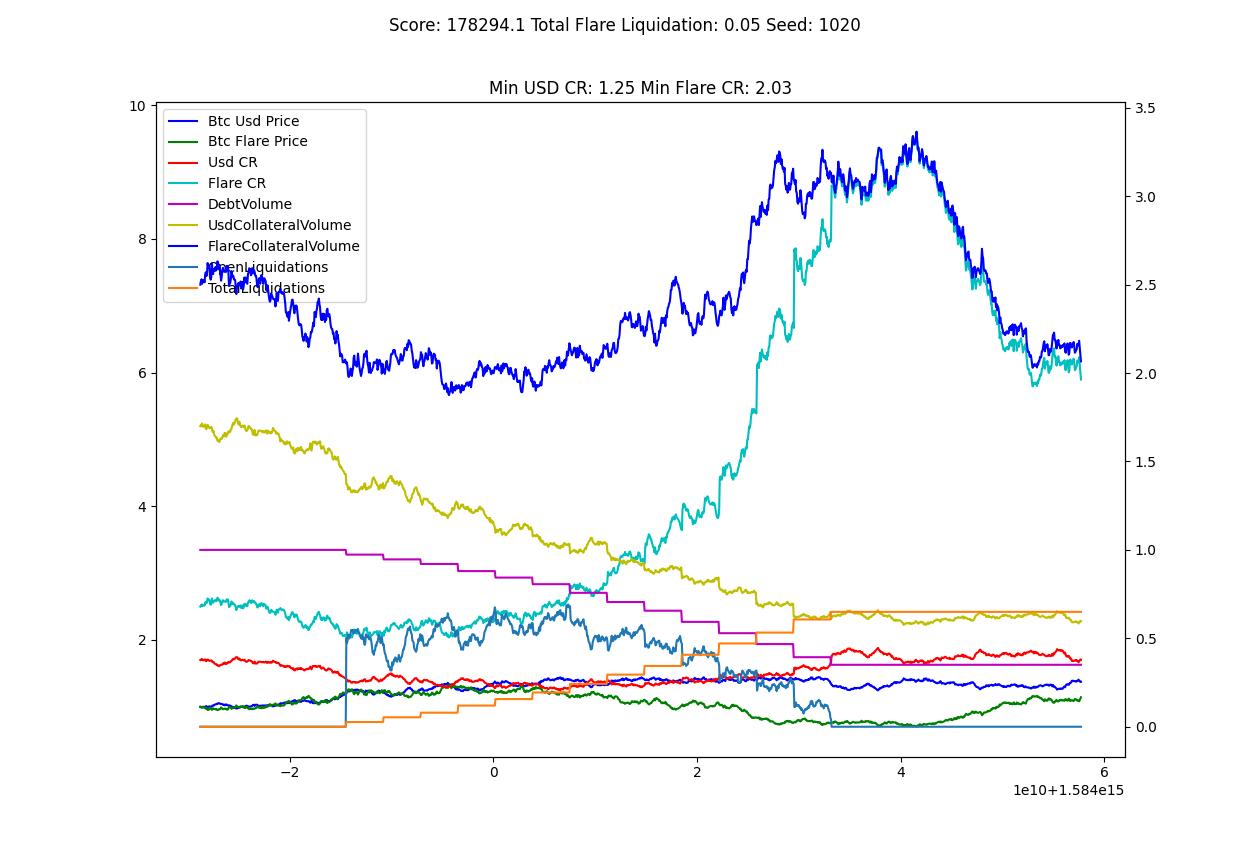 Score: 178294.1 Total Flare Liquidation: 0.05 Seed: 1020
Min USD CR: 1.25 Min Flare CR: 2.03
Btc Usd Price
Btc Flare Price
Usd CR
Flare CR
DebtVolume
UsdCollateralVolume
FlareCollateralVolume
OpenLiquidations
TotalLiquidations
10
8
6
4
2
3.5
3.0
2.5
2.0
1.5
1.0
0.5
0.0
−2
0
2
4
6
1e10+1.584e15